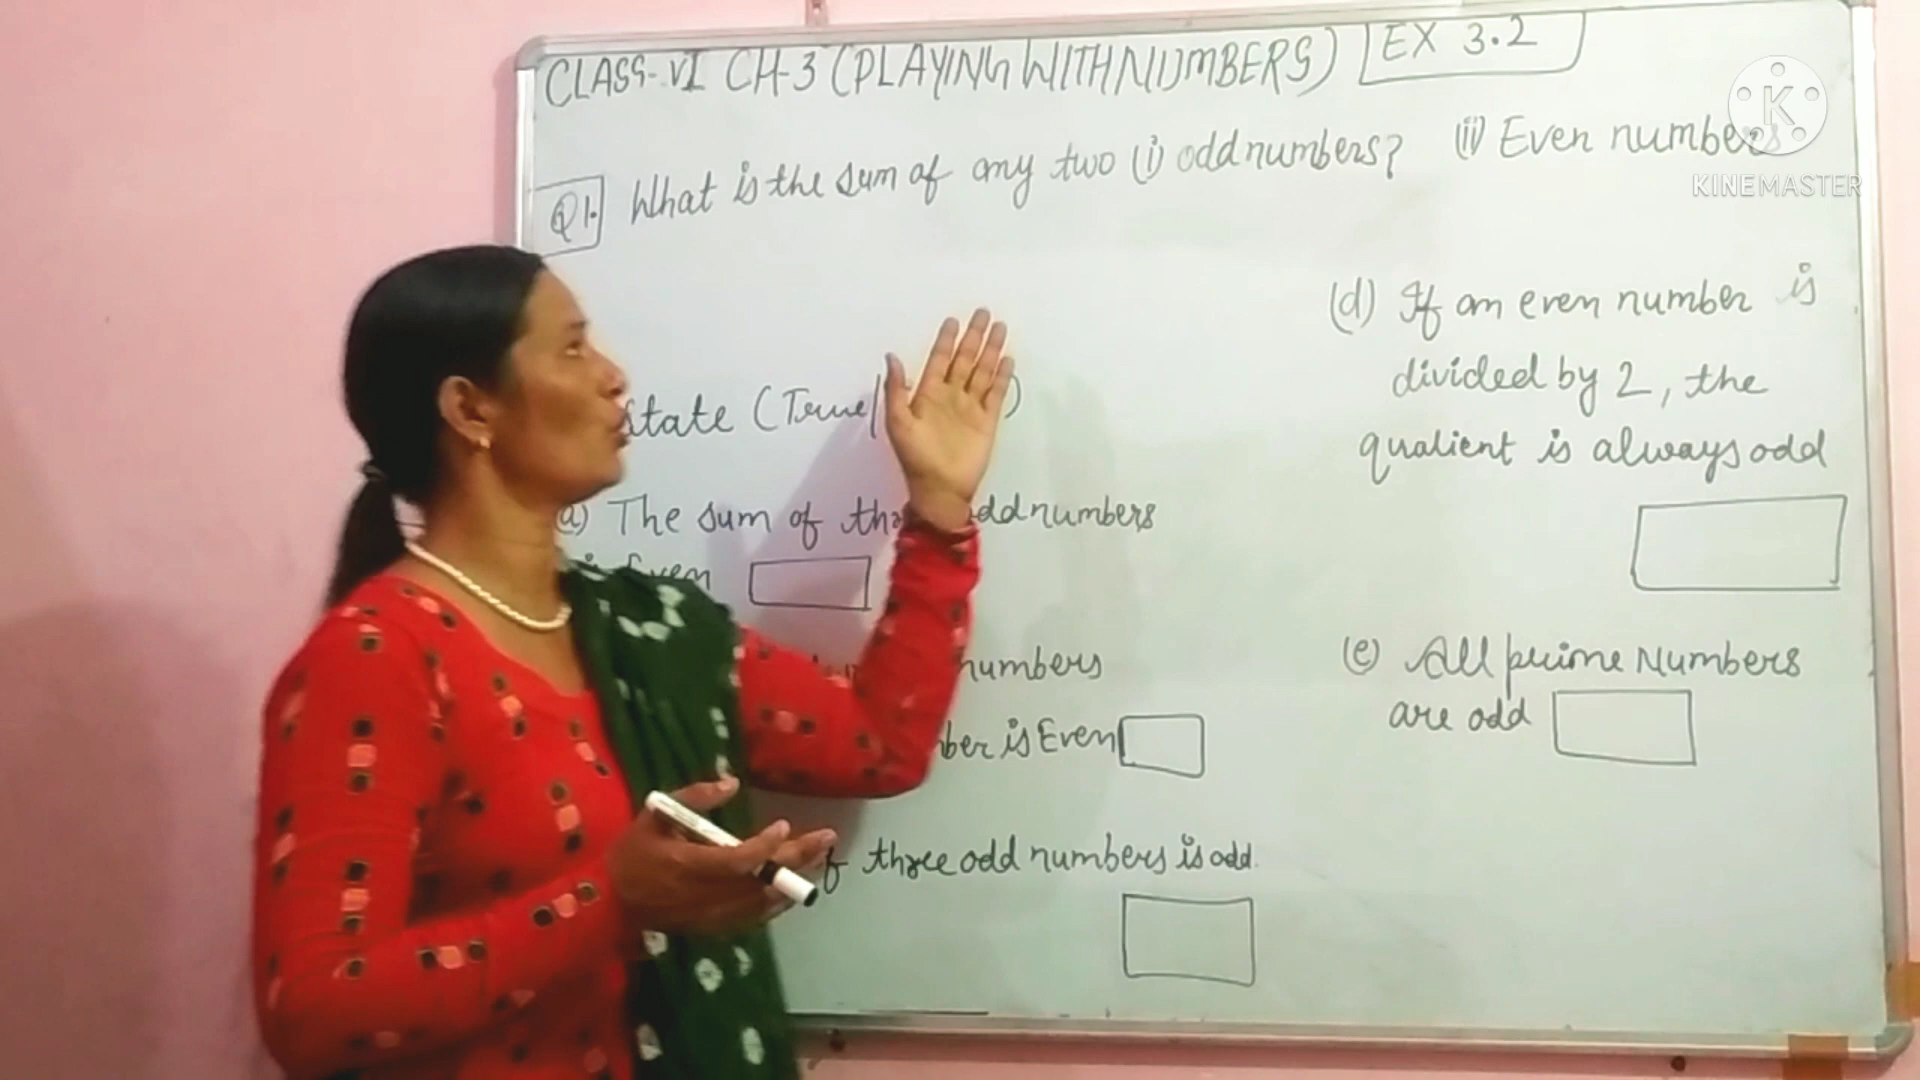 CLASS-VI CH-3 (PLAYING WITH NUMBERS) EX 3.2
Q1. What is the sum of any two (i) odd numbers? (ii) Even numbers
KINEMASTER
State (True/
(a) The sum of three odd numbers
is Even
numbers
is Even
of three odd numbers is odd.
(d) If an even number is
divided by 2, the
qualient is always odd
(e) All prime Numbers
are odd